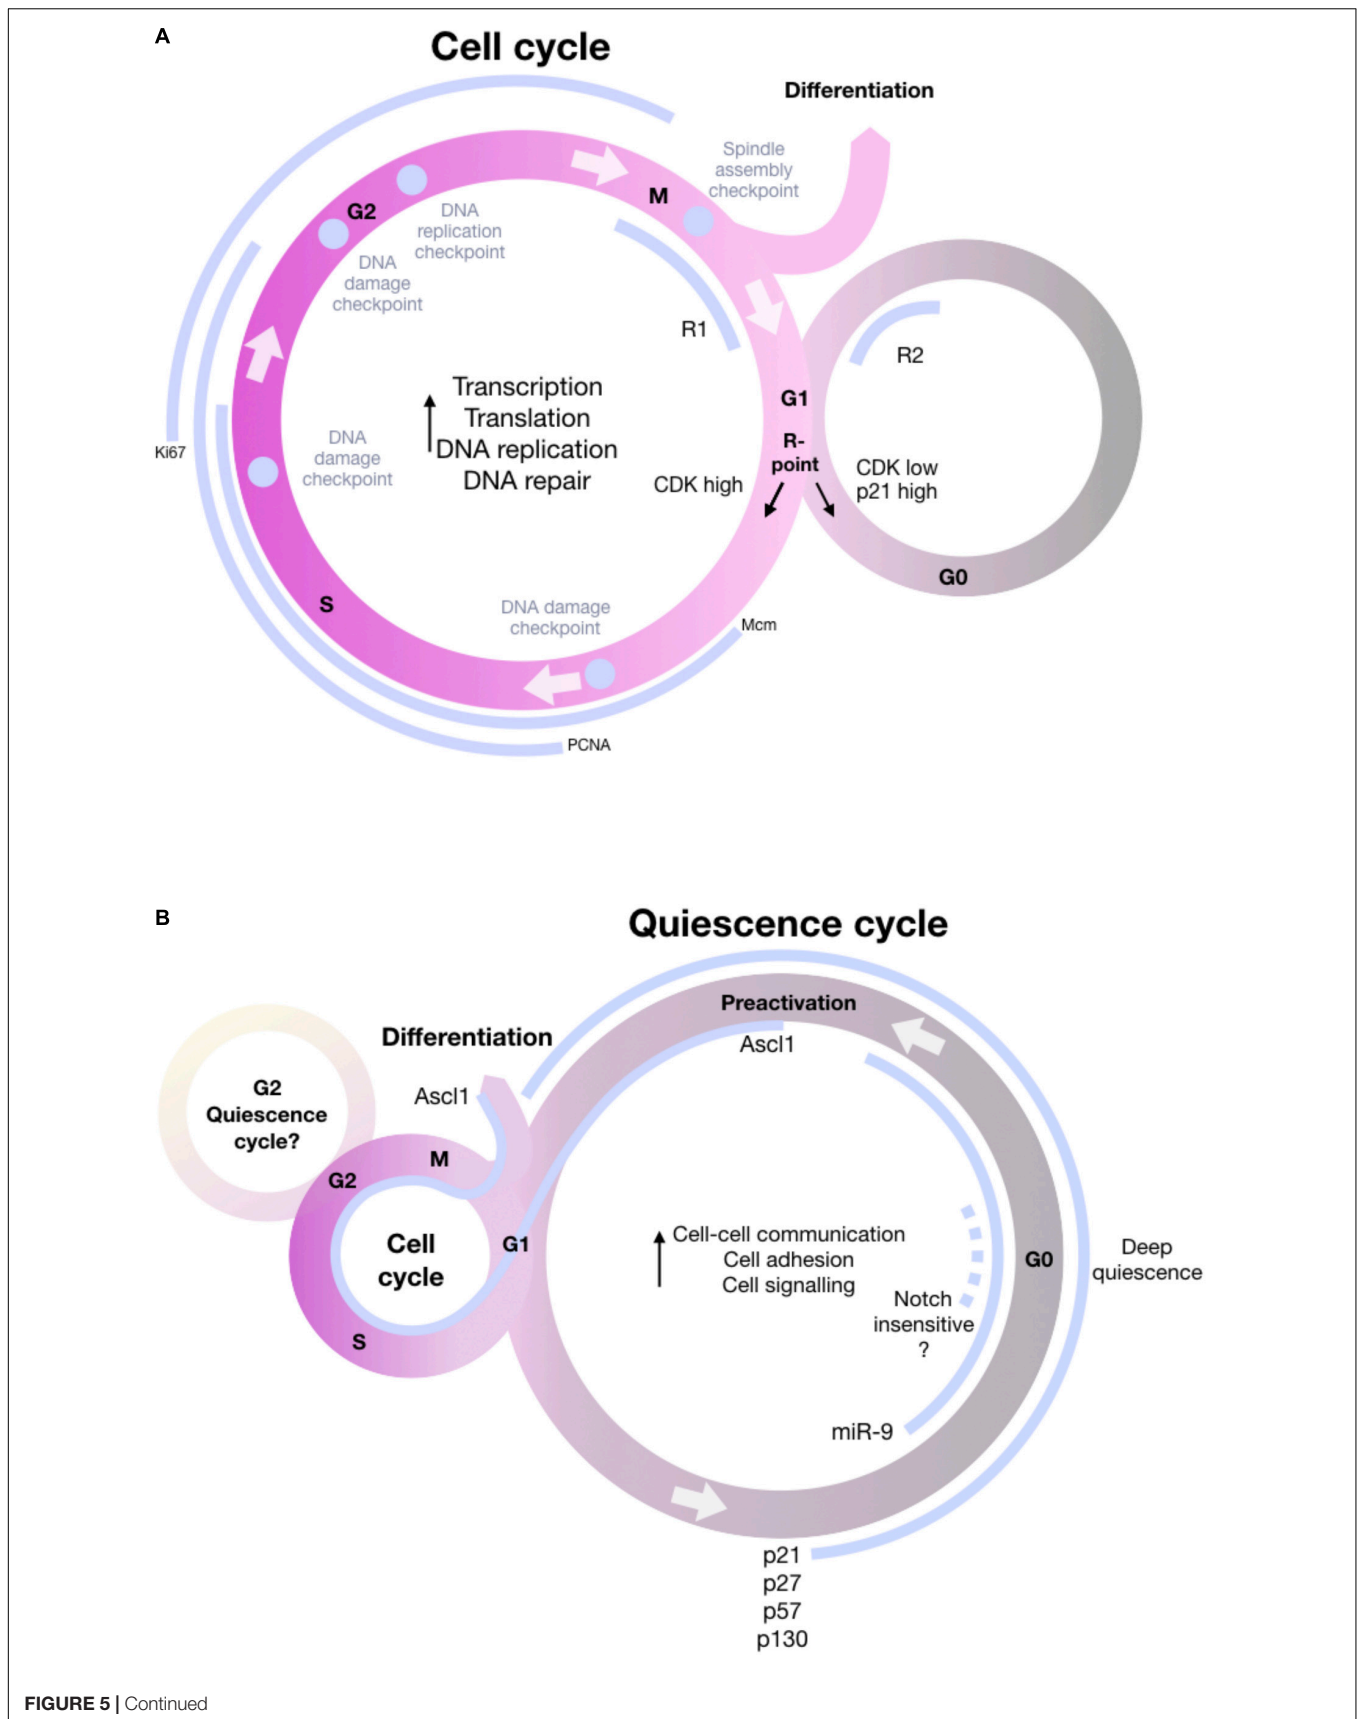 A
Cell cycle
Differentiation
Spindle
assembly
checkpoint
M
G2
DNA
replication
checkpoint
DNA
damage
checkpoint
R1
R2
Transcription
Translation
DNA replication
DNA repair
G1
R-
point
CDK high
CDK low
p21 high
Ki67
DNA
damage
checkpoint
G0
S
DNA damage
checkpoint
Mcm
PCNA
B
Quiescence cycle
Preactivation
Differentiation
Ascl1
Ascl1
G2
Quiescence
cycle?
M
G2
Cell
cycle
G1
S
Cell-cell communication
Cell adhesion
Cell signalling
G0
Deep
quiescence
Notch
insensitive
?
miR-9
p21
p27
p57
p130
FIGURE 5 | Continued